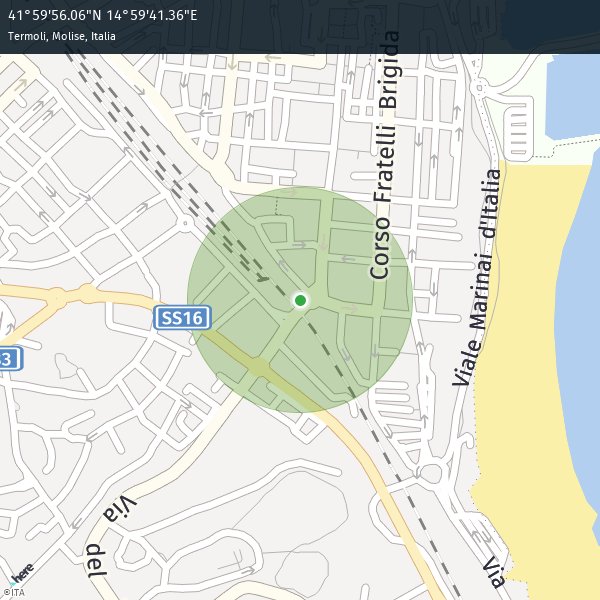 41°59'56.06"N 14°59'41.36"E
Termoli, Molise, Italia
Corso Fratelli Brigida
Viale Marinai d'Italia
SS16
Via
del
Via
here
©ITA